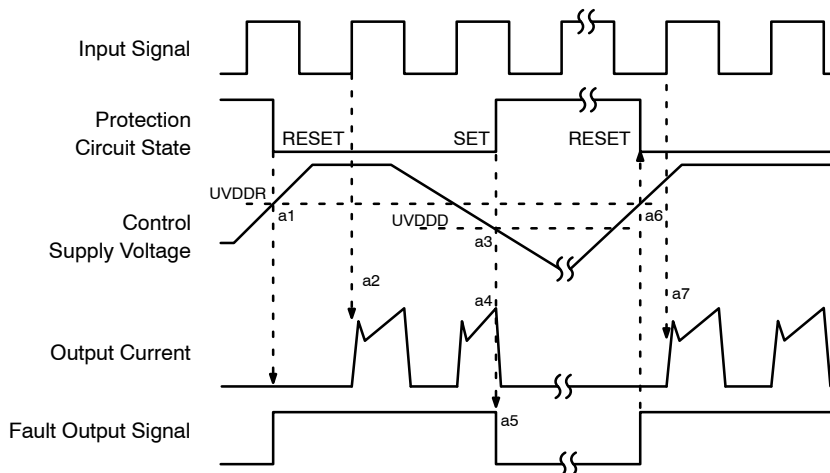 Input Signal
Protection
Circuit State
RESET
SET
RESET
UVDDR
a1
UVDDD
a3
a6
Control
Supply Voltage
a2
a4
a7
Output Current
a5
Fault Output Signal